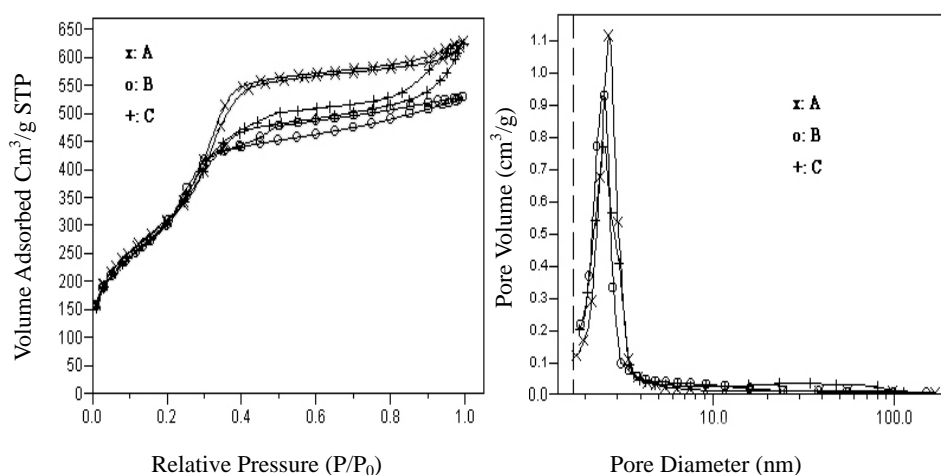 Volume Adsorbed Cm³/g STP
650
600
550
500
450
400
350
300
250
200
150
100
50
0
x: A
o: B
+: C
0.0 0.2 0.4 0.6 0.8 1.0
Relative Pressure (P/P₀)
Pore Volume (cm³/g)
1.1
1.0
0.9
0.8
0.7
0.6
0.5
0.4
0.3
0.2
0.1
0.0
x: A
o: B
+: C
10.0 100.0
Pore Diameter (nm)